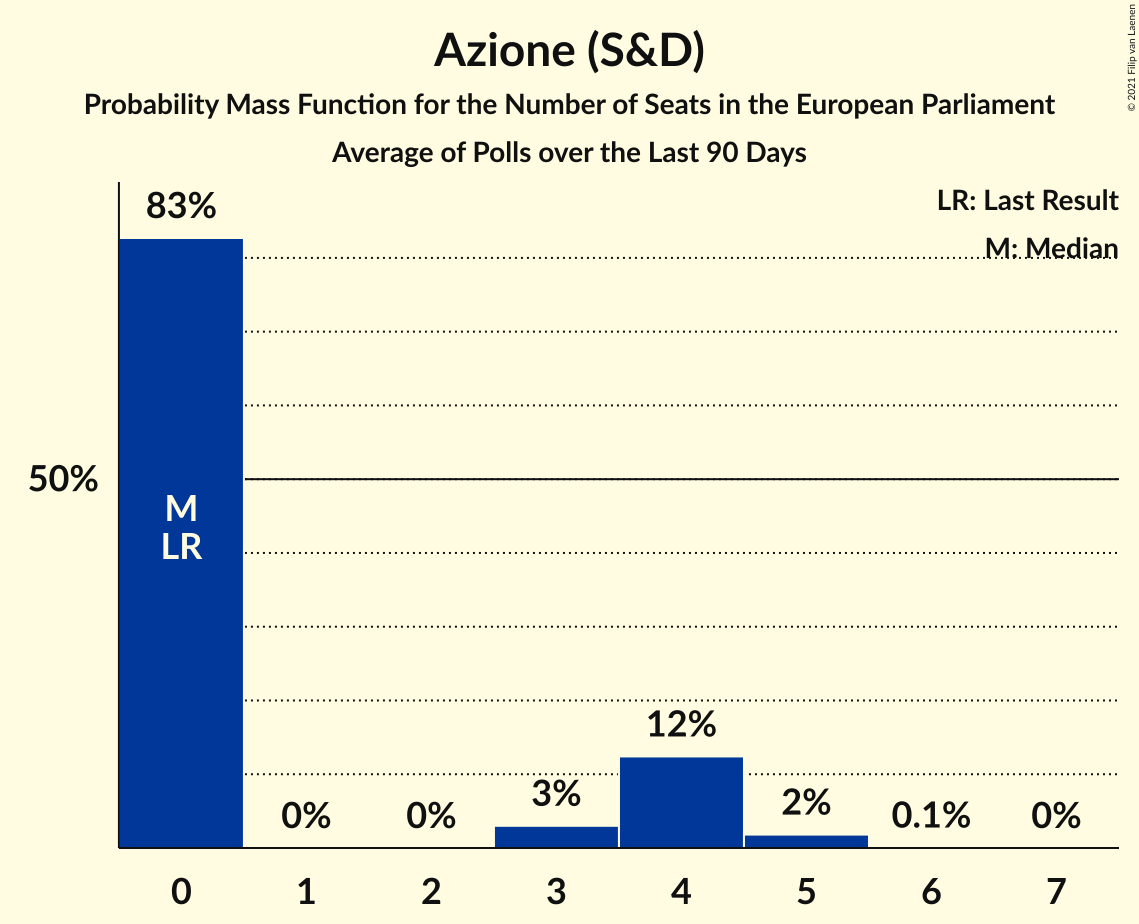 Azione (S&D)
Probability Mass Function for the Number of Seats in the European Parliament
Average of Polls over the Last 90 Days
© 2021 Filip van Laenen
LR: Last Result
M: Median
83%
50%
M
LR
0%
0%
3%
12%
2%
0.1%
0%
0 1 2 3 4 5 6 7